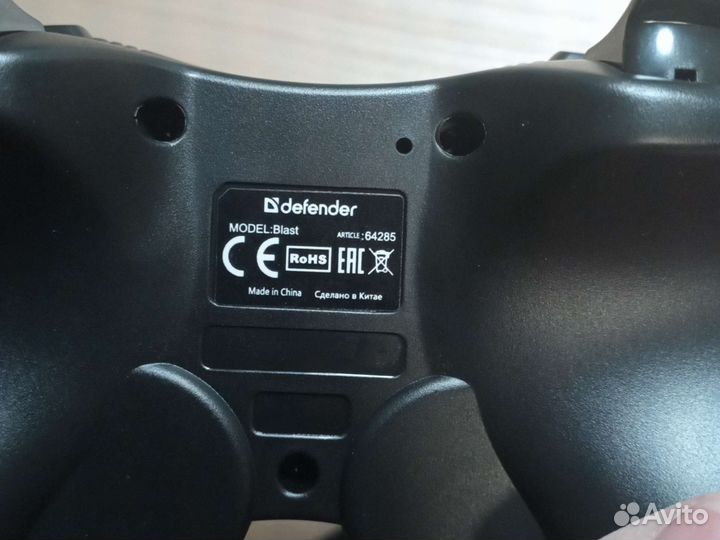 defender
MODEL:Blast ARTICLE:64285
CE RoHS EAC
Made in China Сделано в Китае
Avito